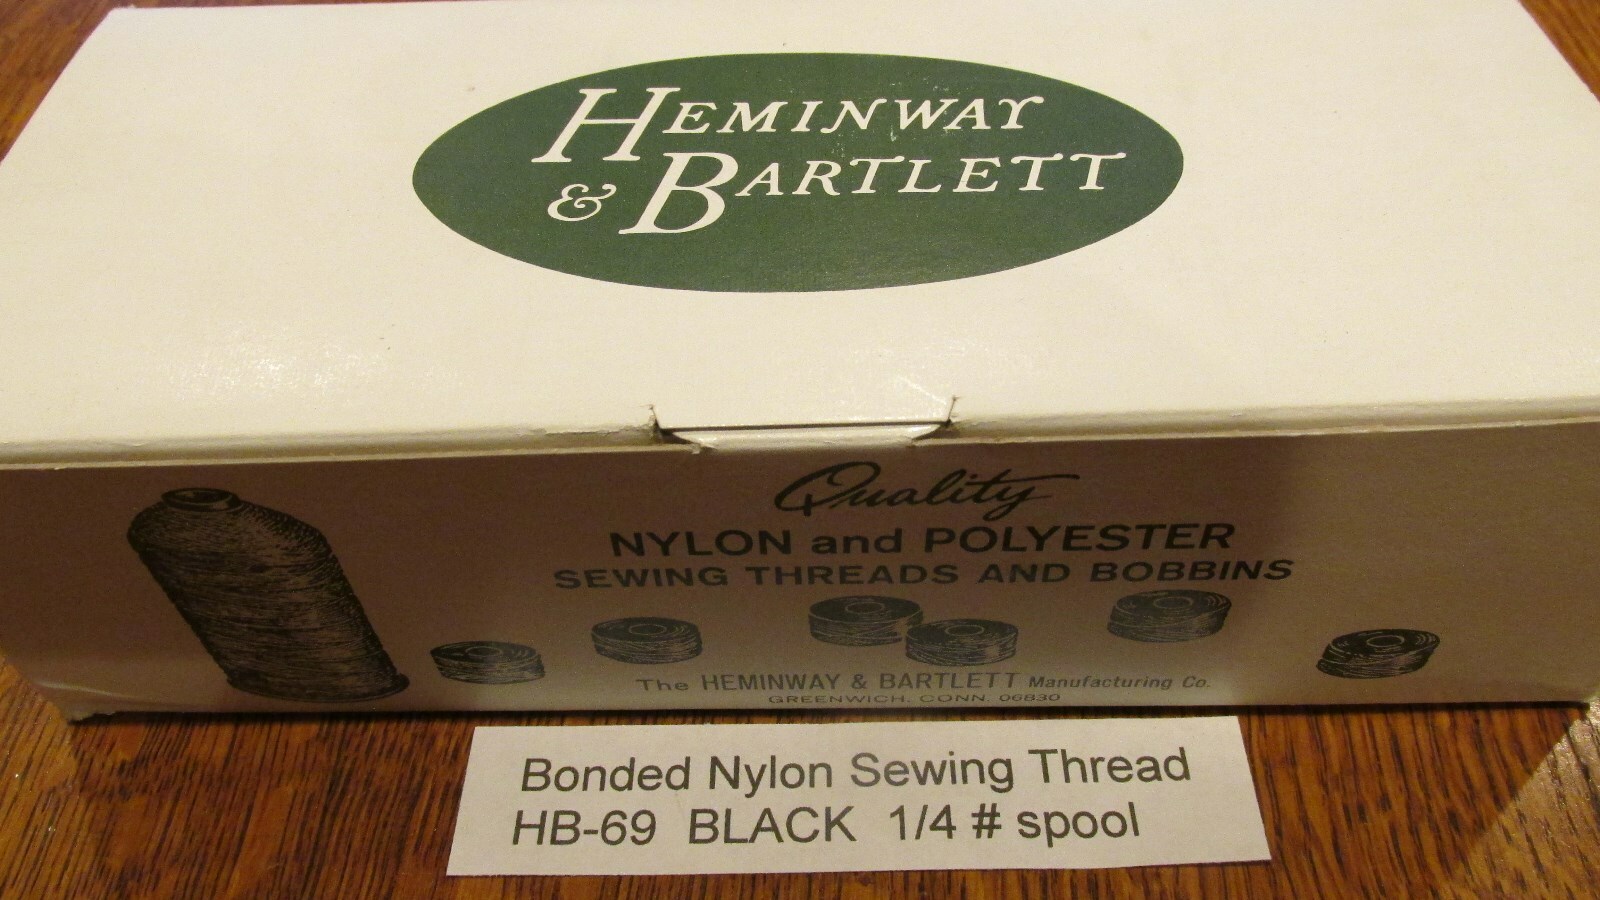 HEMINWAY
& BARTLETT
Quality
NYLON and POLYESTER
SEWING THREADS AND BOBBINS
The HEMINWAY & BARTLETT Manufacturing Co.
GREENWICH, CONN. 06830
Bonded Nylon Sewing Thread
HB-69 BLACK 1/4 # spool